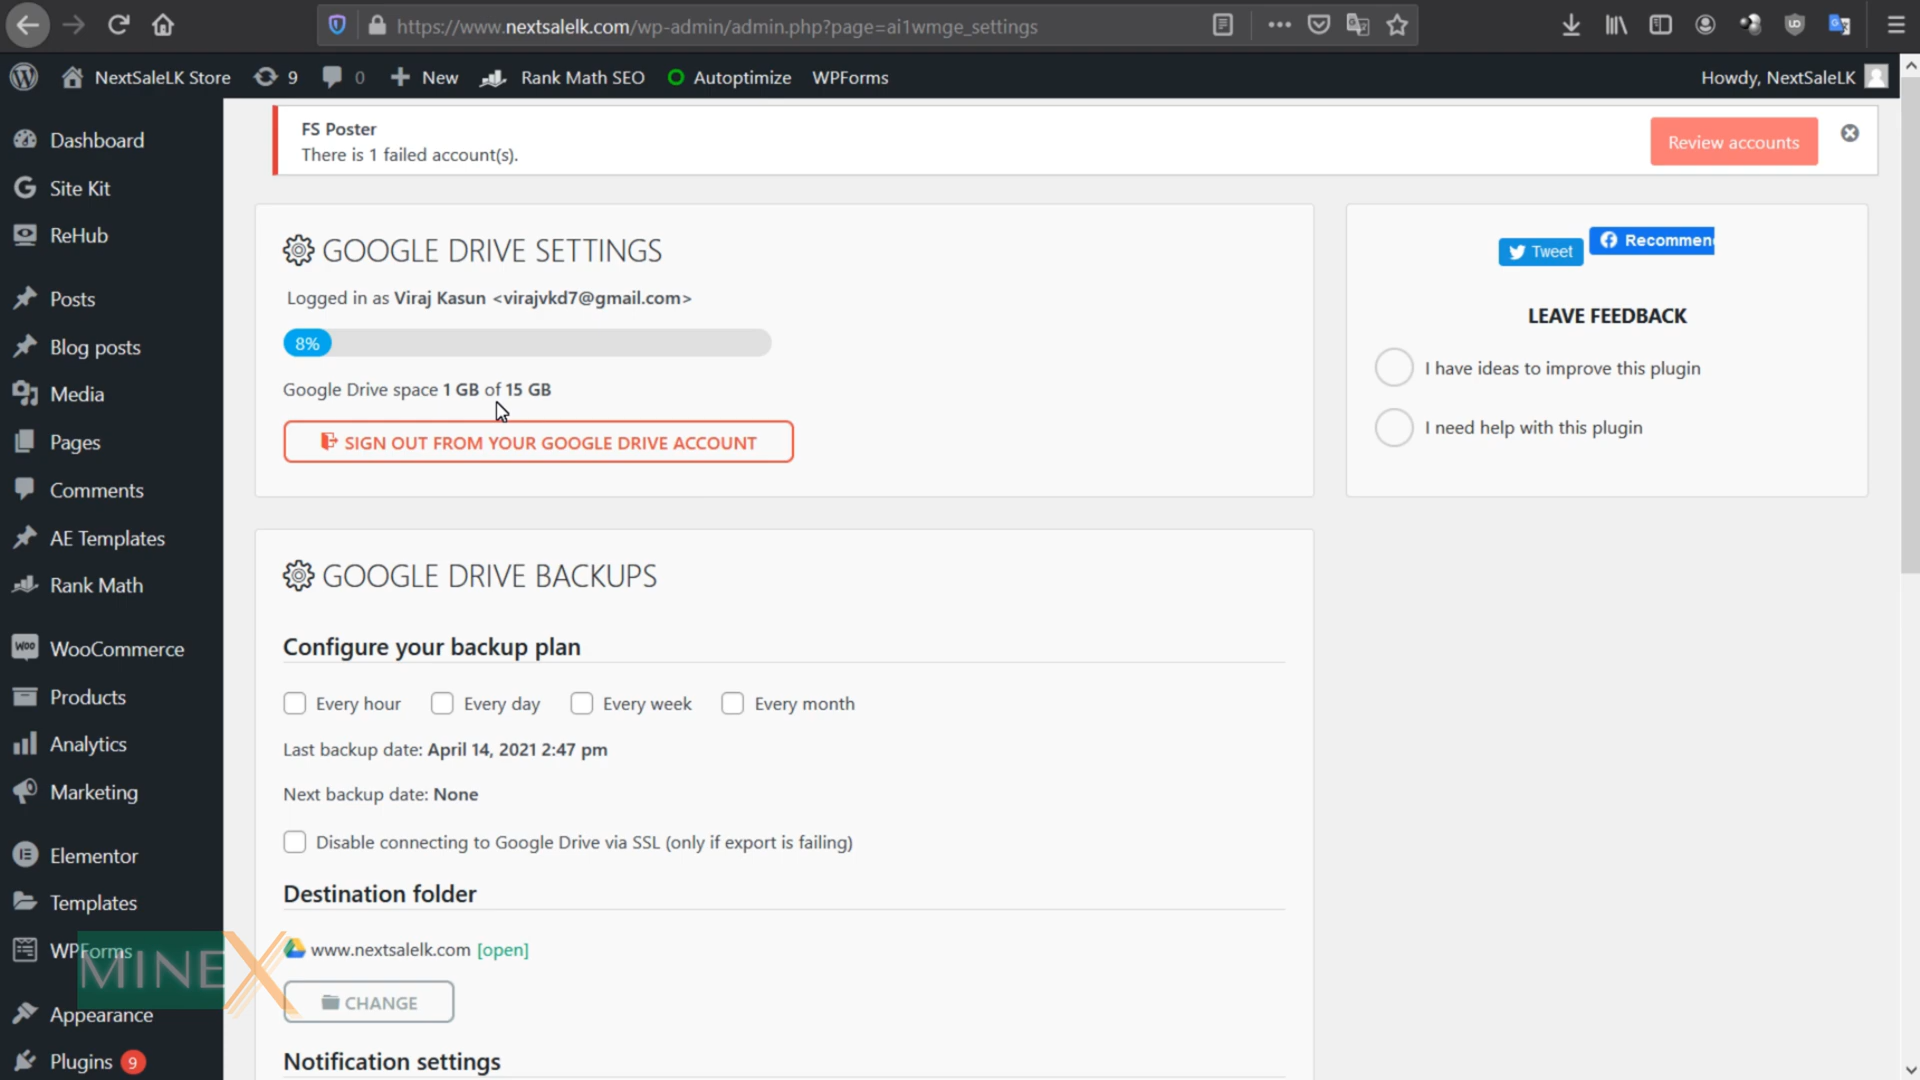 https://www.nextsalelk.com/wp-admin/admin.php?page=ai1wmge_settings
NextSaleLK Store
9
0
New
Rank Math SEO
Autoptimize
WPForms
Howdy, NextSaleLK
Dashboard
Site Kit
ReHub
Posts
Blog posts
Media
Pages
Comments
AE Templates
Rank Math
WooCommerce
Products
Analytics
Marketing
Elementor
Templates
WPForms
Appearance
Plugins 9
MINEX
FS Poster
There is 1 failed account(s).
Review accounts
GOOGLE DRIVE SETTINGS
Logged in as Viraj Kasun <virajvkd7@gmail.com>
8%
Google Drive space 1 GB of 15 GB
SIGN OUT FROM YOUR GOOGLE DRIVE ACCOUNT
GOOGLE DRIVE BACKUPS
Configure your backup plan
Every hour
Every day
Every week
Every month
Last backup date: April 14, 2021 2:47 pm
Next backup date: None
Disable connecting to Google Drive via SSL (only if export is failing)
Destination folder
www.nextsalelk.com [open]
CHANGE
Notification settings
Tweet
Recommen
LEAVE FEEDBACK
I have ideas to improve this plugin
I need help with this plugin